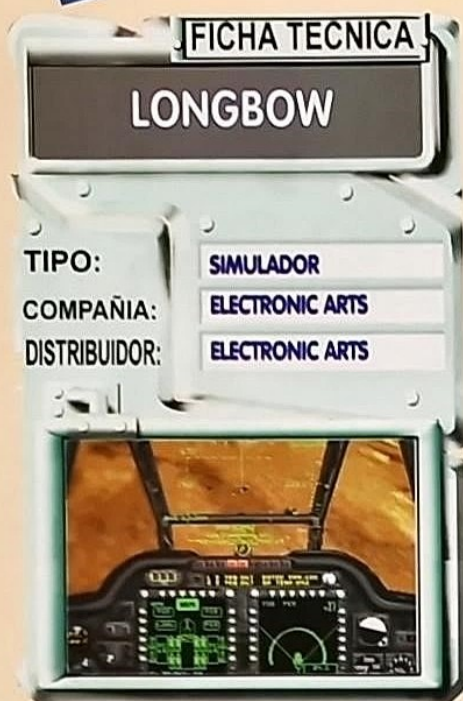 FICHA TECNICA
LONGBOW
TIPO: SIMULADOR
COMPAÑIA: ELECTRONIC ARTS
DISTRIBUIDOR: ELECTRONIC ARTS